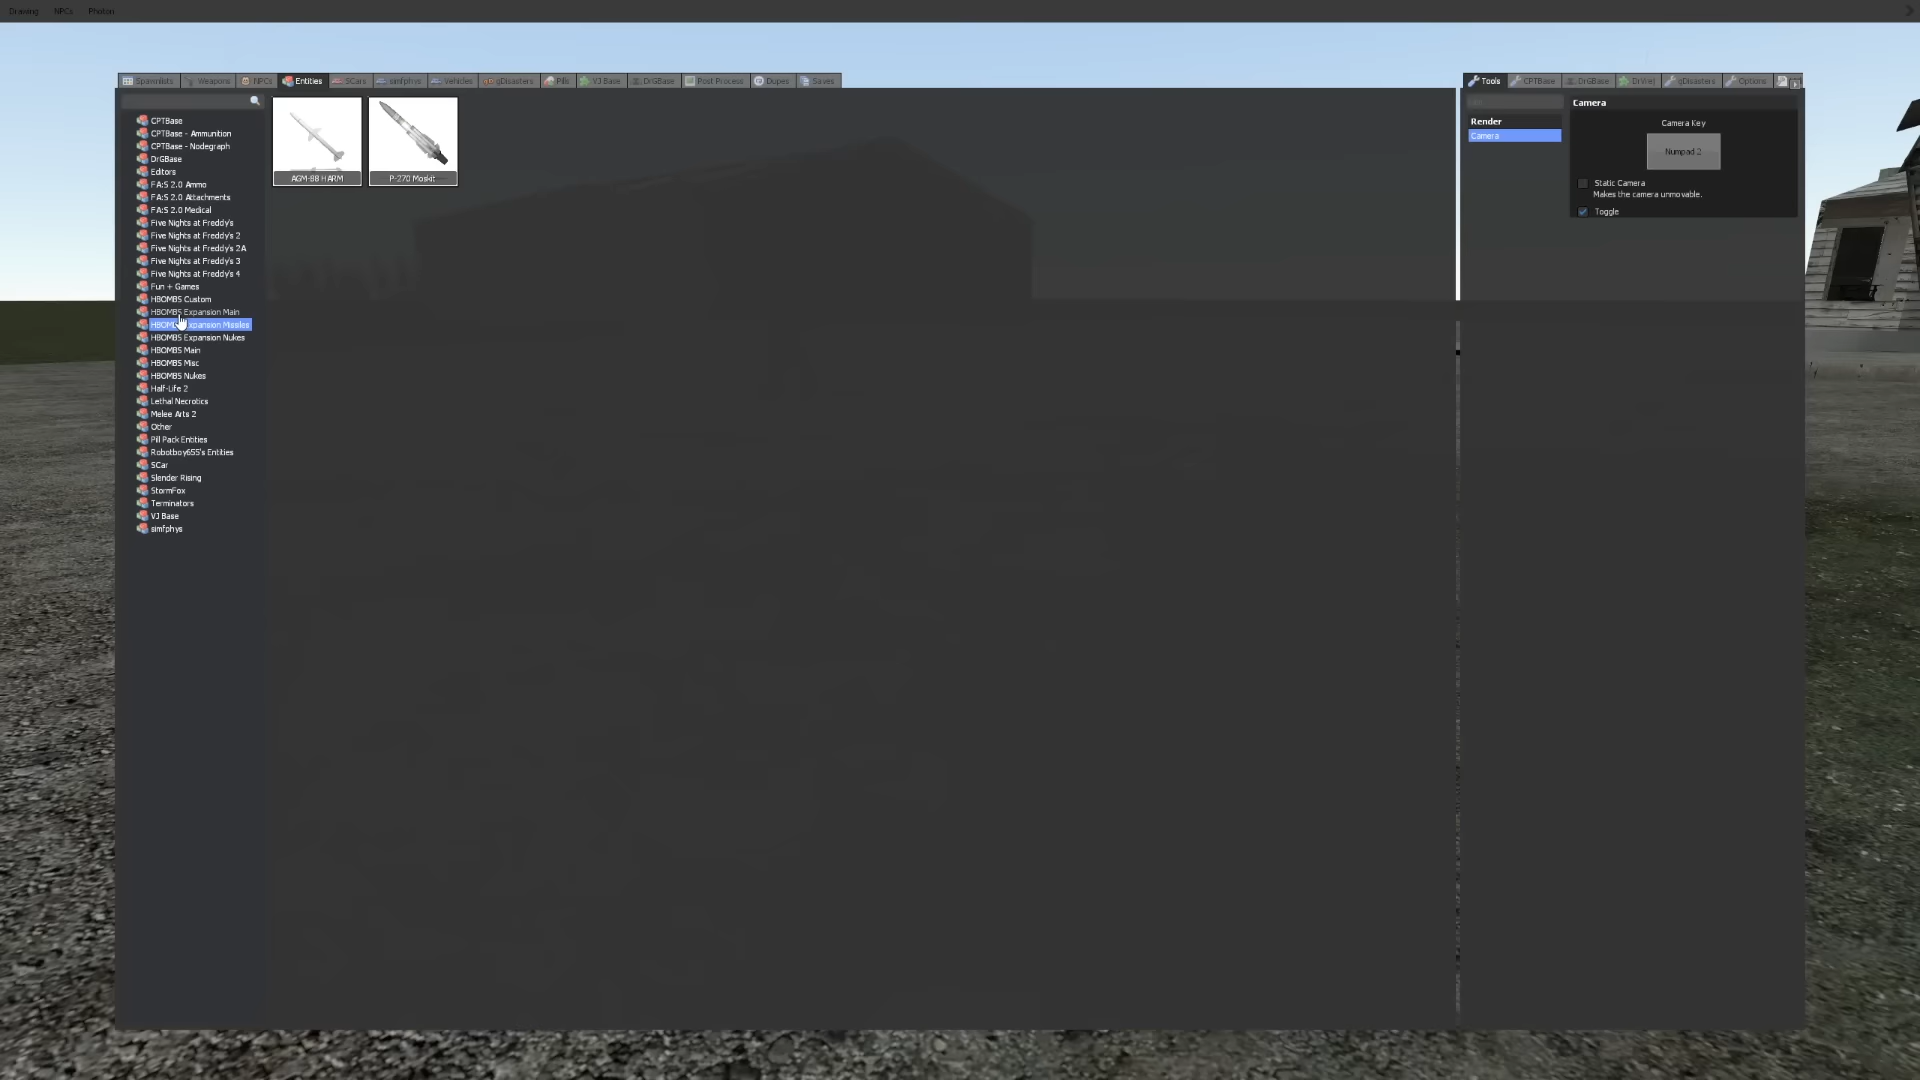 Drawing NPCs Photon
Spawnlists Weapons NPCs Entities SCars simfphys Vehicles gDisasters Pills VJ Base DrGBase Post Process Dupes Saves
Tools CPTBase DrGBase DrVrej gDisasters Options
CPTBase
CPTBase - Ammunition
CPTBase - Nodegraph
DrGBase
Editors
FA:S 2.0 Ammo
FA:S 2.0 Attachments
FA:S 2.0 Medical
Five Nights at Freddy's
Five Nights at Freddy's 2
Five Nights at Freddy's 2A
Five Nights at Freddy's 3
Five Nights at Freddy's 4
Fun + Games
HBOMBS Custom
HBOMBS Expansion Main
HBOMBS Expansion Missles
HBOMBS Expansion Nukes
HBOMBS Main
HBOMBS Misc
HBOMBS Nukes
Half-Life 2
Lethal Necrotics
Melee Arts 2
Other
Pill Pack Entities
Robotboy655's Entities
SCar
Slender Rising
StormFox
Terminators
VJ Base
simfphys
AGM-88 HARM
P-270 Moskit
Render
Camera
Camera
Camera Key
Numpad 2
Static Camera
Makes the camera unmovable.
Toggle